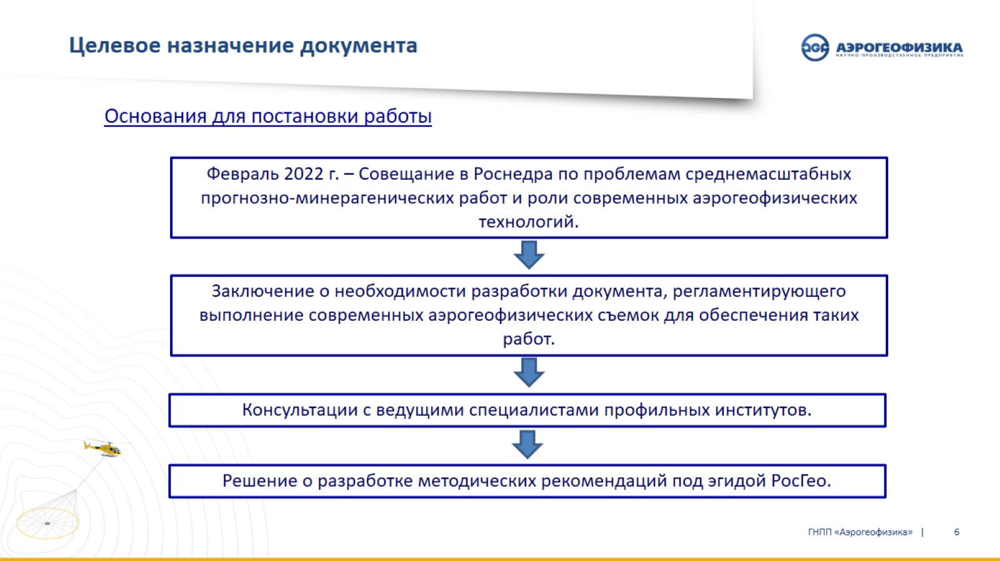 Целевое назначение документа
АЭРОГЕОФИЗИКА
НАУЧНО-ПРОИЗВОДСТВЕННОЕ ПРЕДПРИЯТИЕ
Основания для постановки работы
Февраль 2022 г. – Совещание в Роснедра по проблемам среднемасштабных
прогнозно-минерагенических работ и роли современных аэрогеофизических
технологий.
Заключение о необходимости разработки документа, регламентирующего
выполнение современных аэрогеофизических съемок для обеспечения таких
работ.
Консультации с ведущими специалистами профильных институтов.
Решение о разработке методических рекомендаций под эгидой РосГео.
ГНПП «Аэрогеофизика» | 6